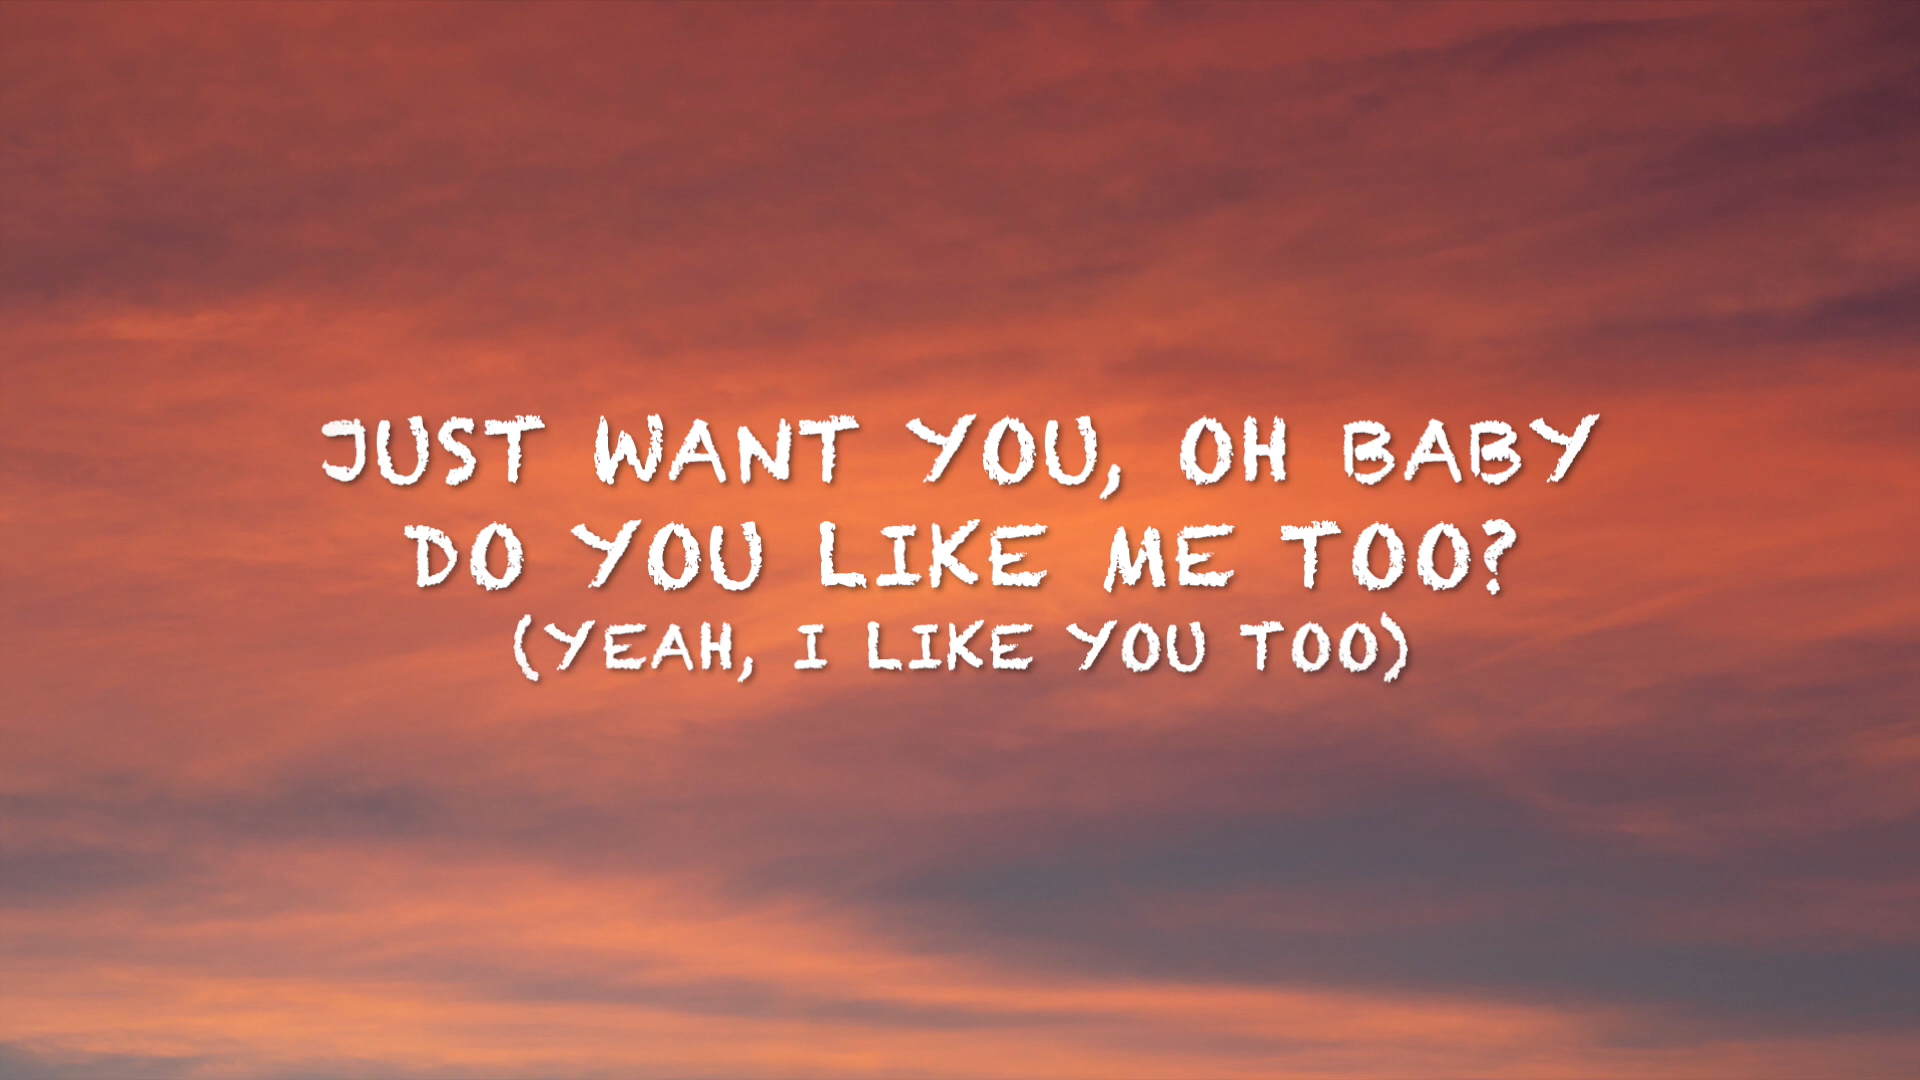 JUST WANT YOU, OH BABY
DO YOU LIKE ME TOO?
(YEAH, I LIKE YOU TOO)